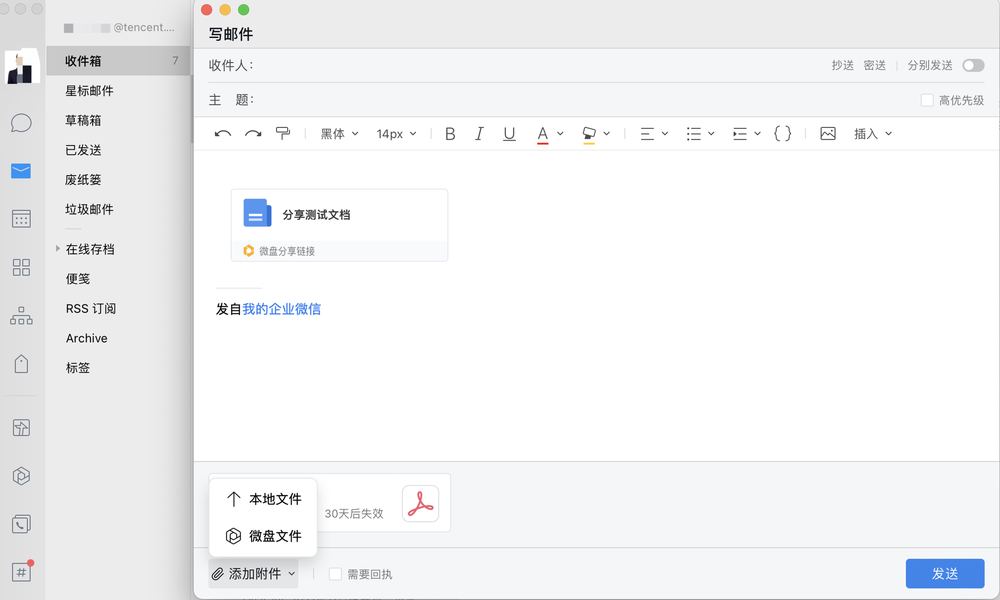 @tencent....
收件箱 7
星标邮件
草稿箱
已发送
废纸篓
垃圾邮件
在线存档
便笺
RSS 订阅
Archive
标签
写邮件
收件人：
抄送 密送 分别发送
主 题：
高优先级
黑体 14px B I U A { } 插入
分享测试文档
微盘分享链接
发自我的企业微信
本地文件
微盘文件
30天后失效
添加附件
需要回执
发送